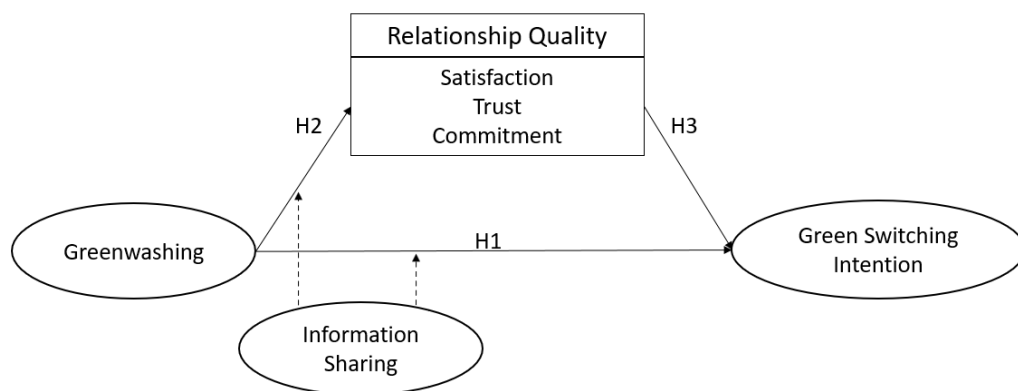 Relationship Quality
Satisfaction
Trust
Commitment
H2
H3
Greenwashing
H1
Green Switching
Intention
Information
Sharing